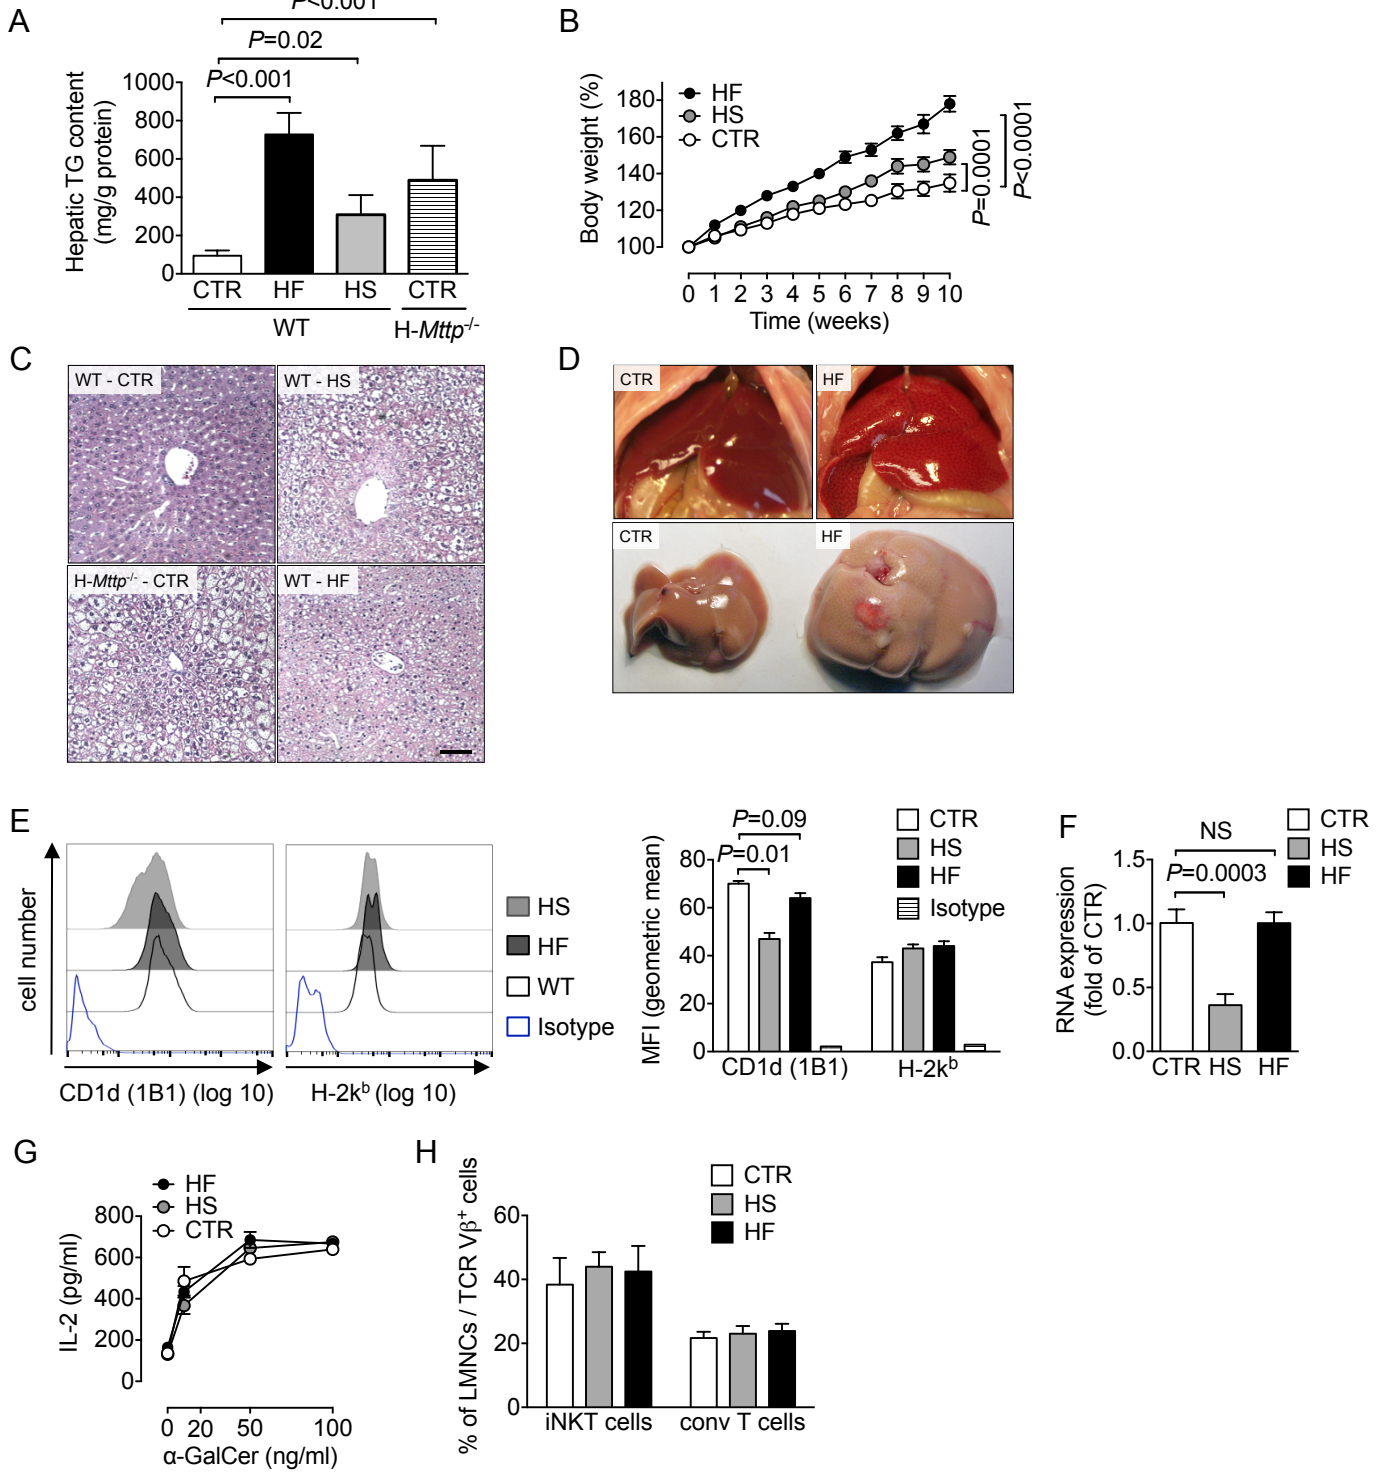 A
P<0.001
P=0.02
P<0.001
Hepatic TG content
(mg/g protein)
1000
800
600
400
200
0
CTR
HF
HS
CTR
WT
H-Mttp-/-
B
Body weight (%)
180
160
140
120
100
HF
HS
CTR
P=0.0001
P<0.0001
0 1 2 3 4 5 6 7 8 9 10
Time (weeks)
C
WT - CTR
WT - HS
H-Mttp-/- - CTR
WT - HF
D
CTR
HF
CTR
HF
E
cell number
CD1d (1B1) (log 10)
H-2kb (log 10)
HS
HF
WT
Isotype
MFI (geometric mean)
80
60
40
20
0
P=0.09
P=0.01
CTR
HS
HF
Isotype
CD1d (1B1)
H-2kb
F
RNA expression
(fold of CTR)
1.5
1.0
0.5
0.0
NS
P=0.0003
CTR
HS
HF
CTR HS HF
G
IL-2 (pg/ml)
800
600
400
200
0
HF
HS
CTR
0 20 50 100
α-GalCer (ng/ml)
H
% of LMNCs / TCR Vβ+ cells
60
40
20
0
CTR
HS
HF
iNKT cells
conv T cells